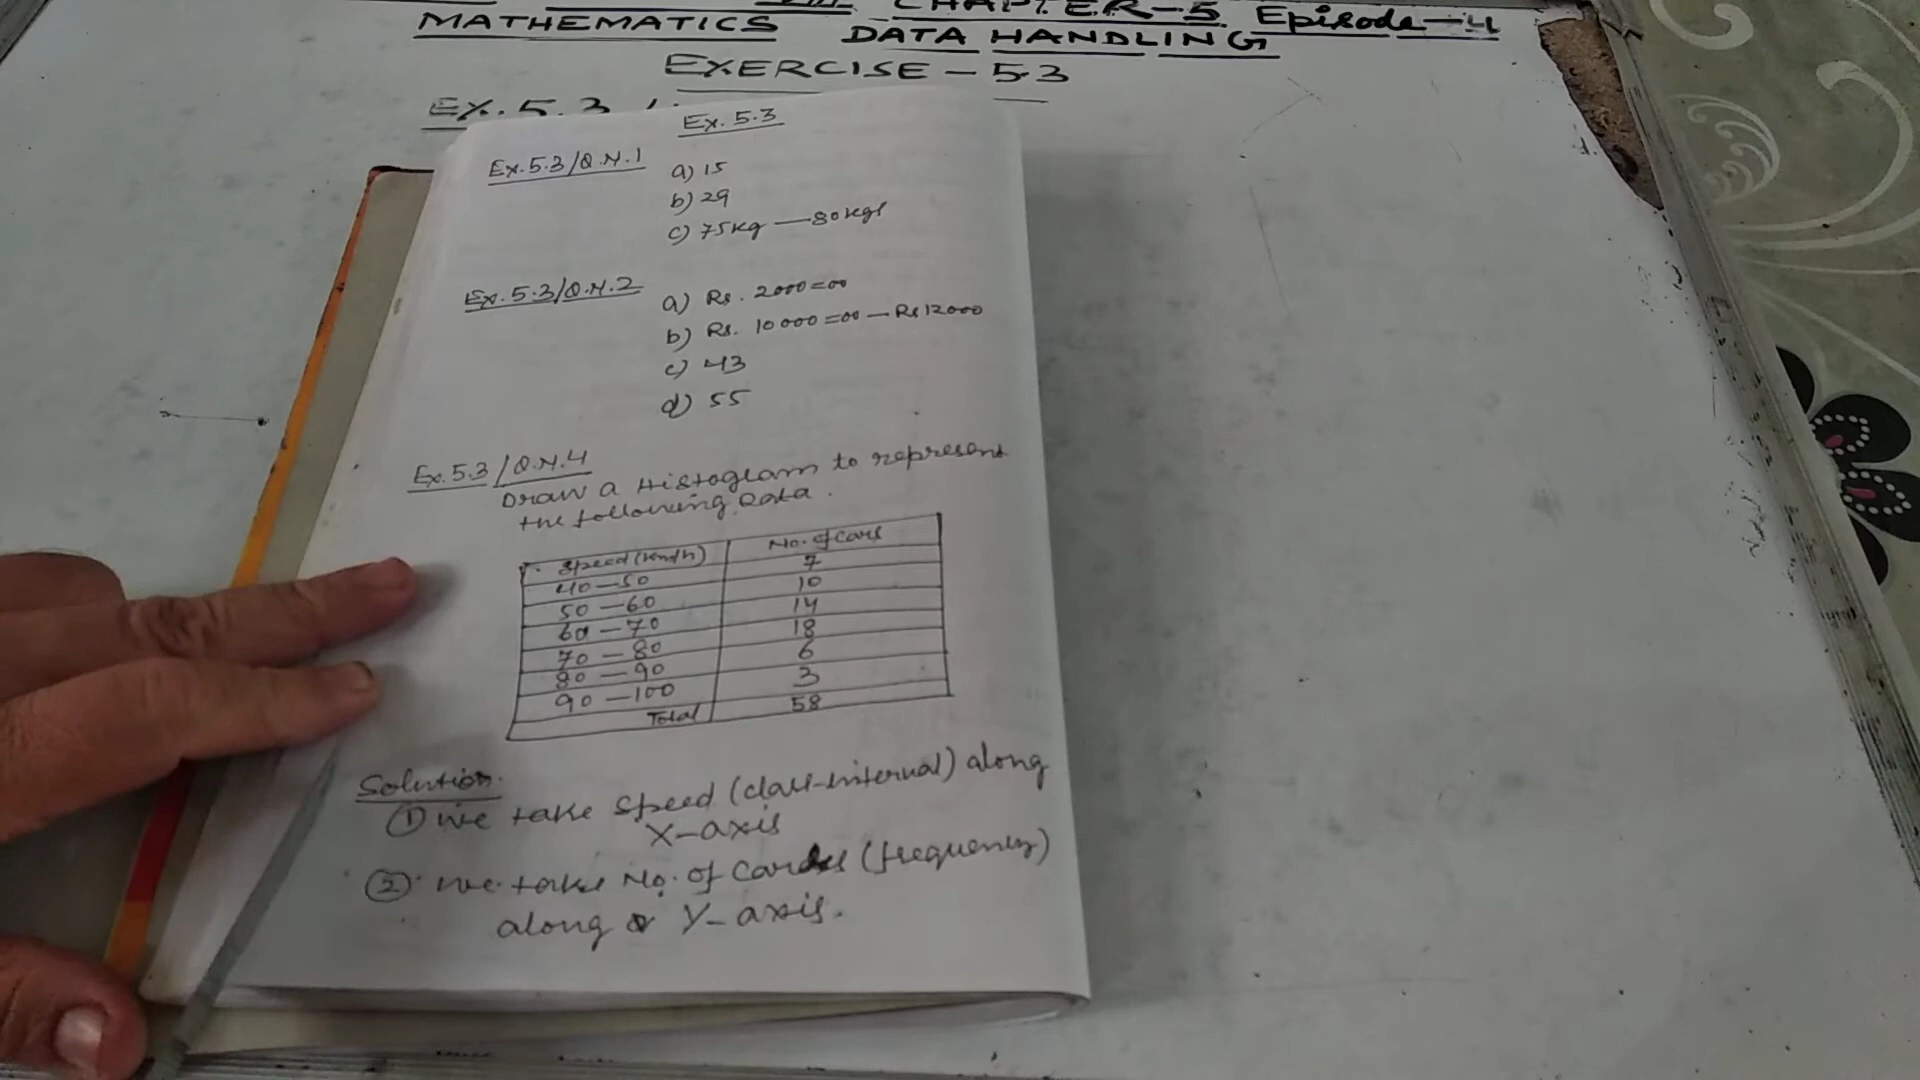 CHAPTER-5 Episode-4
MATHEMATICS DATA HANDLING
EXERCISE-5.3
EX.5.3
Ex. 5.3
Ex.5.3/Q.N.1
a) 15
b) 29
c) 75kg — 80kgs
Ex.5.3/Q.N.2
a) Rs. 2000=00
b) Rs. 10000=00 — Rs 12000
c) 43
d) 55
Ex.5.3/Q.N.4
Draw a Histogram to represent
the following Data.
Speed (km/h) No. of cars
40—50 7
50—60 10
60—70 14
70—80 18
80—90 6
90—100 3
Total 58
Solution.
① we take speed (class-interval) along
X-axis
② we take No. of Cars (frequency)
along Y-axis.